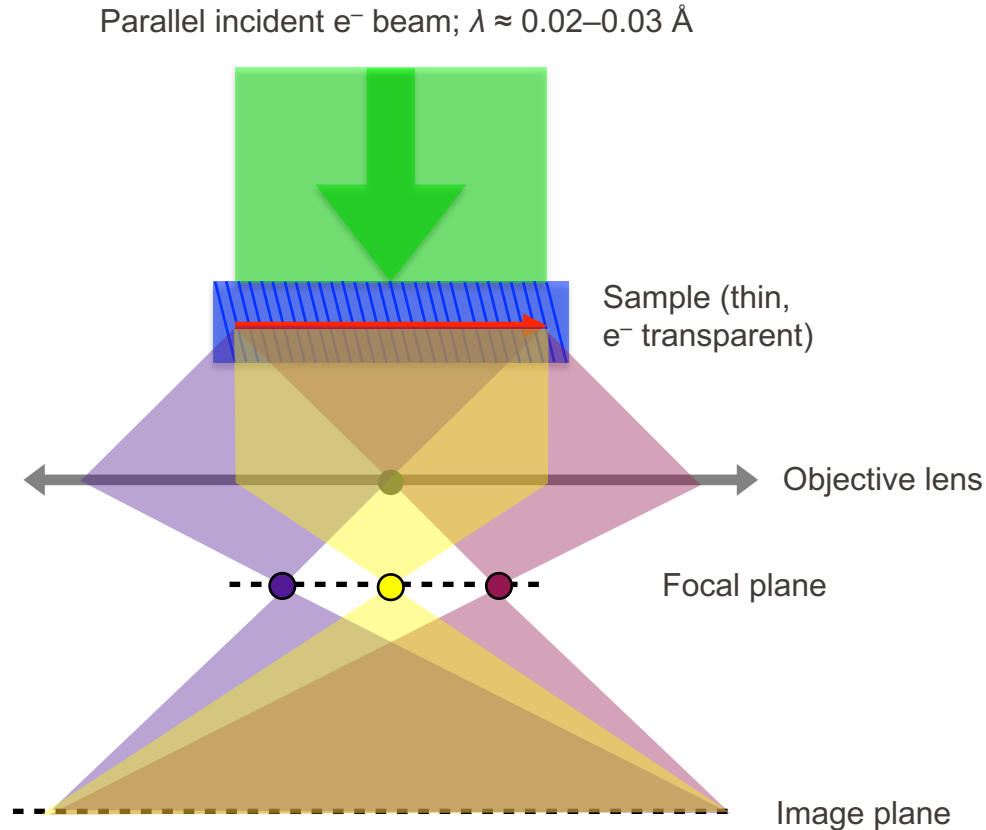 Parallel incident e⁻ beam; λ ≈ 0.02–0.03 Å
Sample (thin,
e⁻ transparent)
Objective lens
Focal plane
Image plane